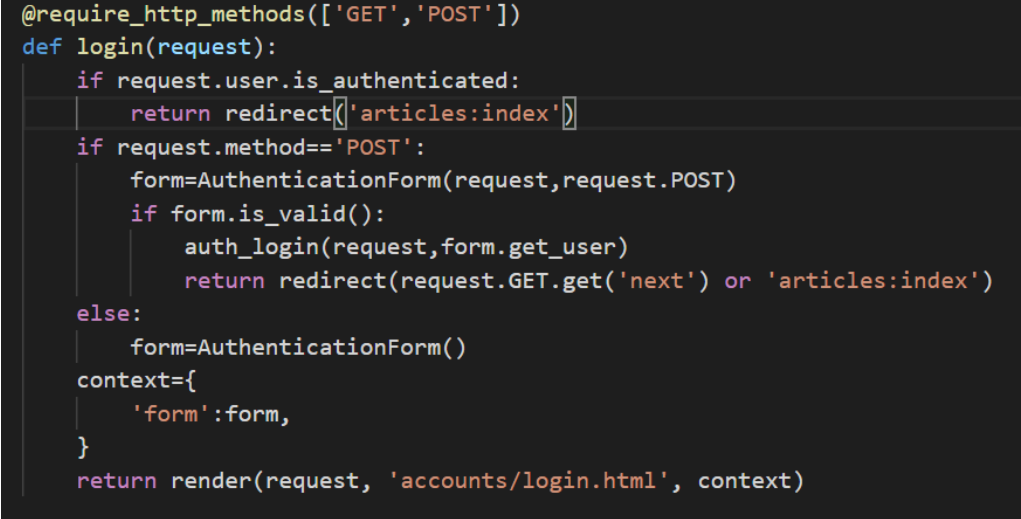 @require_http_methods(['GET','POST'])
def login(request):
    if request.user.is_authenticated:
        return redirect('articles:index')
    if request.method=='POST':
        form=AuthenticationForm(request,request.POST)
        if form.is_valid():
            auth_login(request,form.get_user)
            return redirect(request.GET.get('next') or 'articles:index')
    else:
        form=AuthenticationForm()
    context={
        'form':form,
    }
    return render(request, 'accounts/login.html', context)